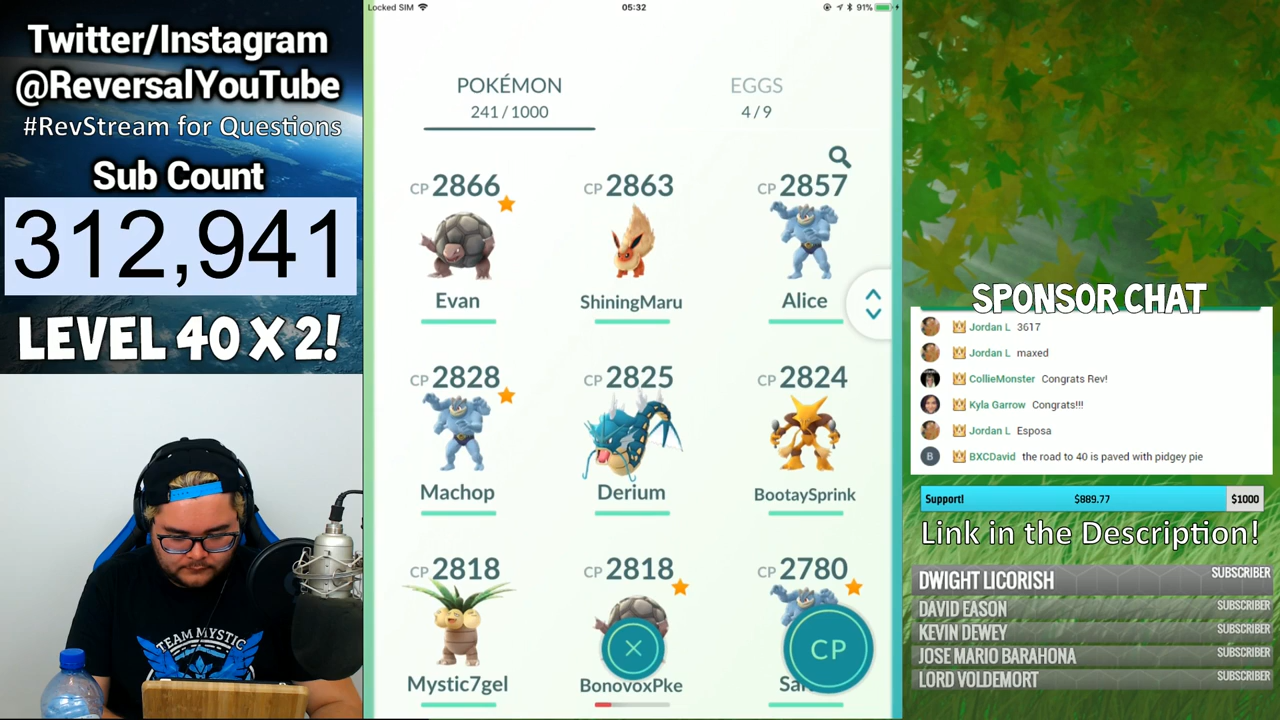 Twitter/Instagram
@ReversalYouTube
#RevStream for Questions
Sub Count
312,941
LEVEL 40 X 2!
TEAM MYSTIC
Locked SIM
05:32
91%
POKÉMON
241 / 1000
EGGS
4 / 9
CP 2866
CP 2863
CP 2857
Evan
ShiningMaru
Alice
CP 2828
CP 2825
CP 2824
Machop
Derium
BootaySprink
CP 2818
CP 2818
CP 2780
CP
Mystic7gel
BonovoxPke
SPONSOR CHAT
Jordan L 3617
Jordan L maxed
CollieMonster Congrats Rev!
Kyla Garrow Congrats!!!
Jordan L Esposa
B BXCDavid the road to 40 is paved with pidgey pie
Support! $889.77 $1000
Link in the Description!
DWIGHT LICORISH SUBSCRIBER
DAVID EASON SUBSCRIBER
KEVIN DEWEY SUBSCRIBER
JOSE MARIO BARAHONA SUBSCRIBER
LORD VOLDEMORT SUBSCRIBER